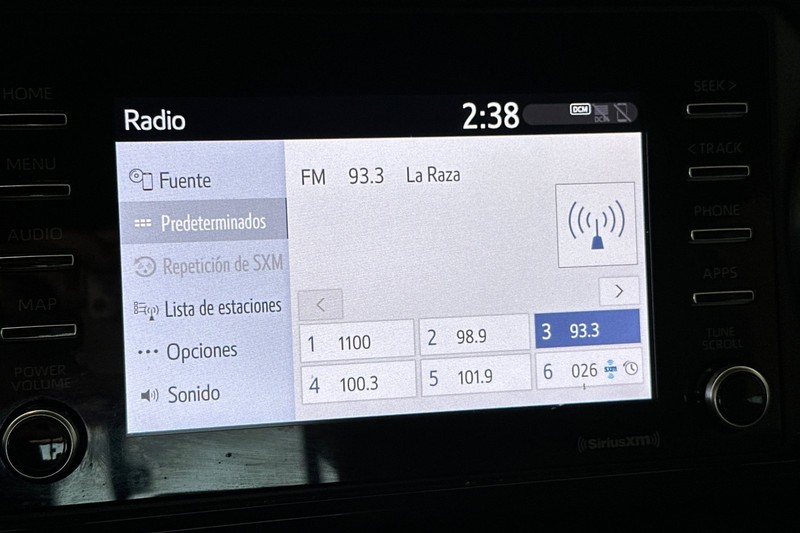 HOME
MENU
AUDIO
MAP
POWER
VOLUME
Radio
2:38
DCM
DCM
Fuente
Predeterminados
Repetición de SXM
Lista de estaciones
Opciones
Sonido
FM 93.3 La Raza
1 1100
2 98.9
3 93.3
4 100.3
5 101.9
6 026 sxm
SEEK >
< TRACK
PHONE
APPS
TUNE
SCROLL
SiriusXM